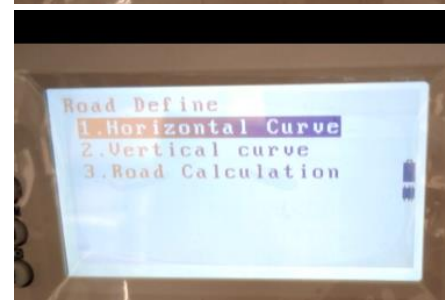 Road Define
1.Horizontal Curve
2.Vertical curve
3.Road Calculation